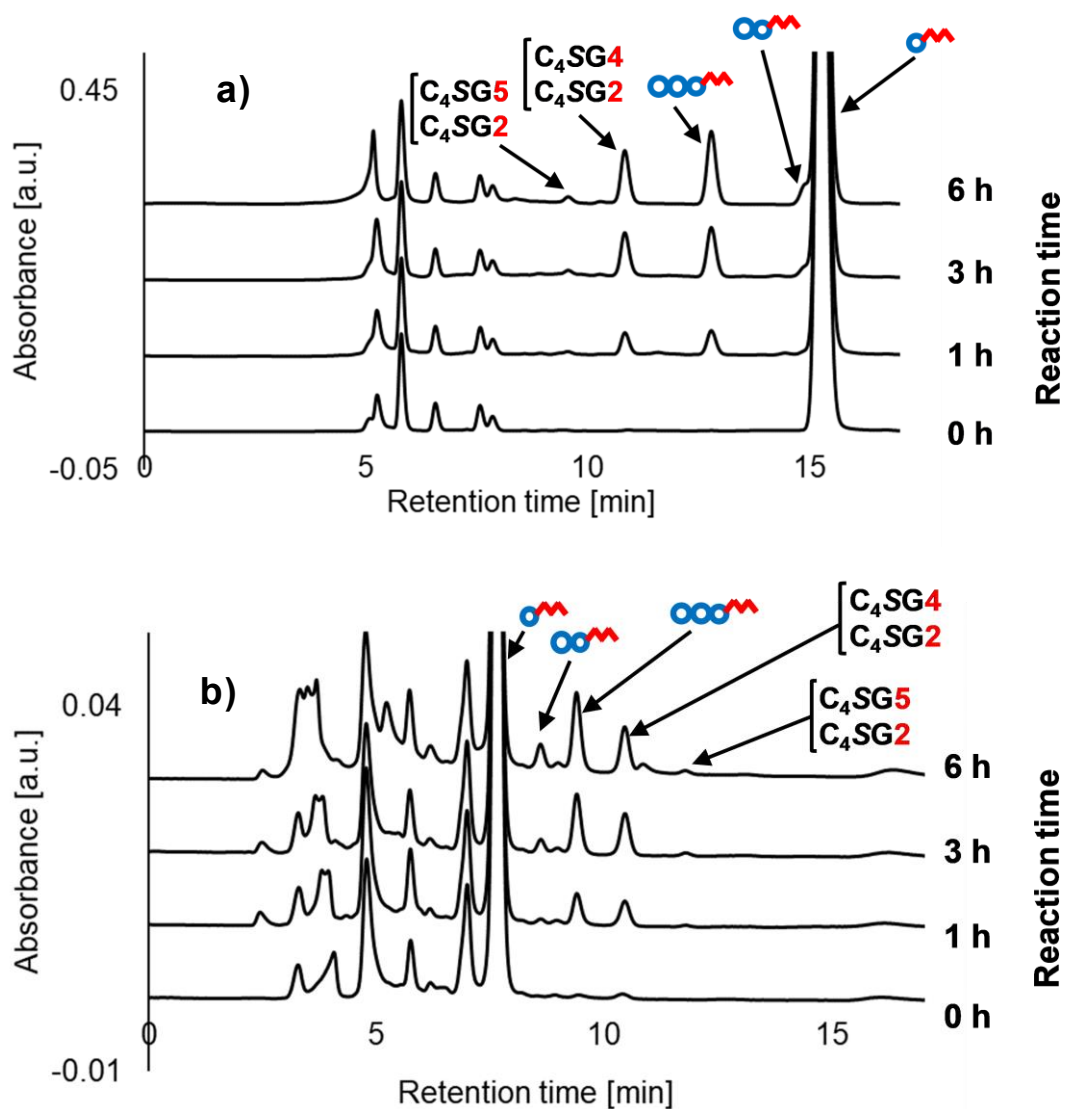 a)
0.45
Absorbance [a.u.]
-0.05
C₄SG5
C₄SG2
C₄SG4
C₄SG2
6 h
3 h
1 h
0 h
Reaction time
0 5 10 15
Retention time [min]
b)
0.04
Absorbance [a.u.]
-0.01
C₄SG4
C₄SG2
C₄SG5
C₄SG2
6 h
3 h
1 h
0 h
Reaction time
0 5 10 15
Retention time [min]